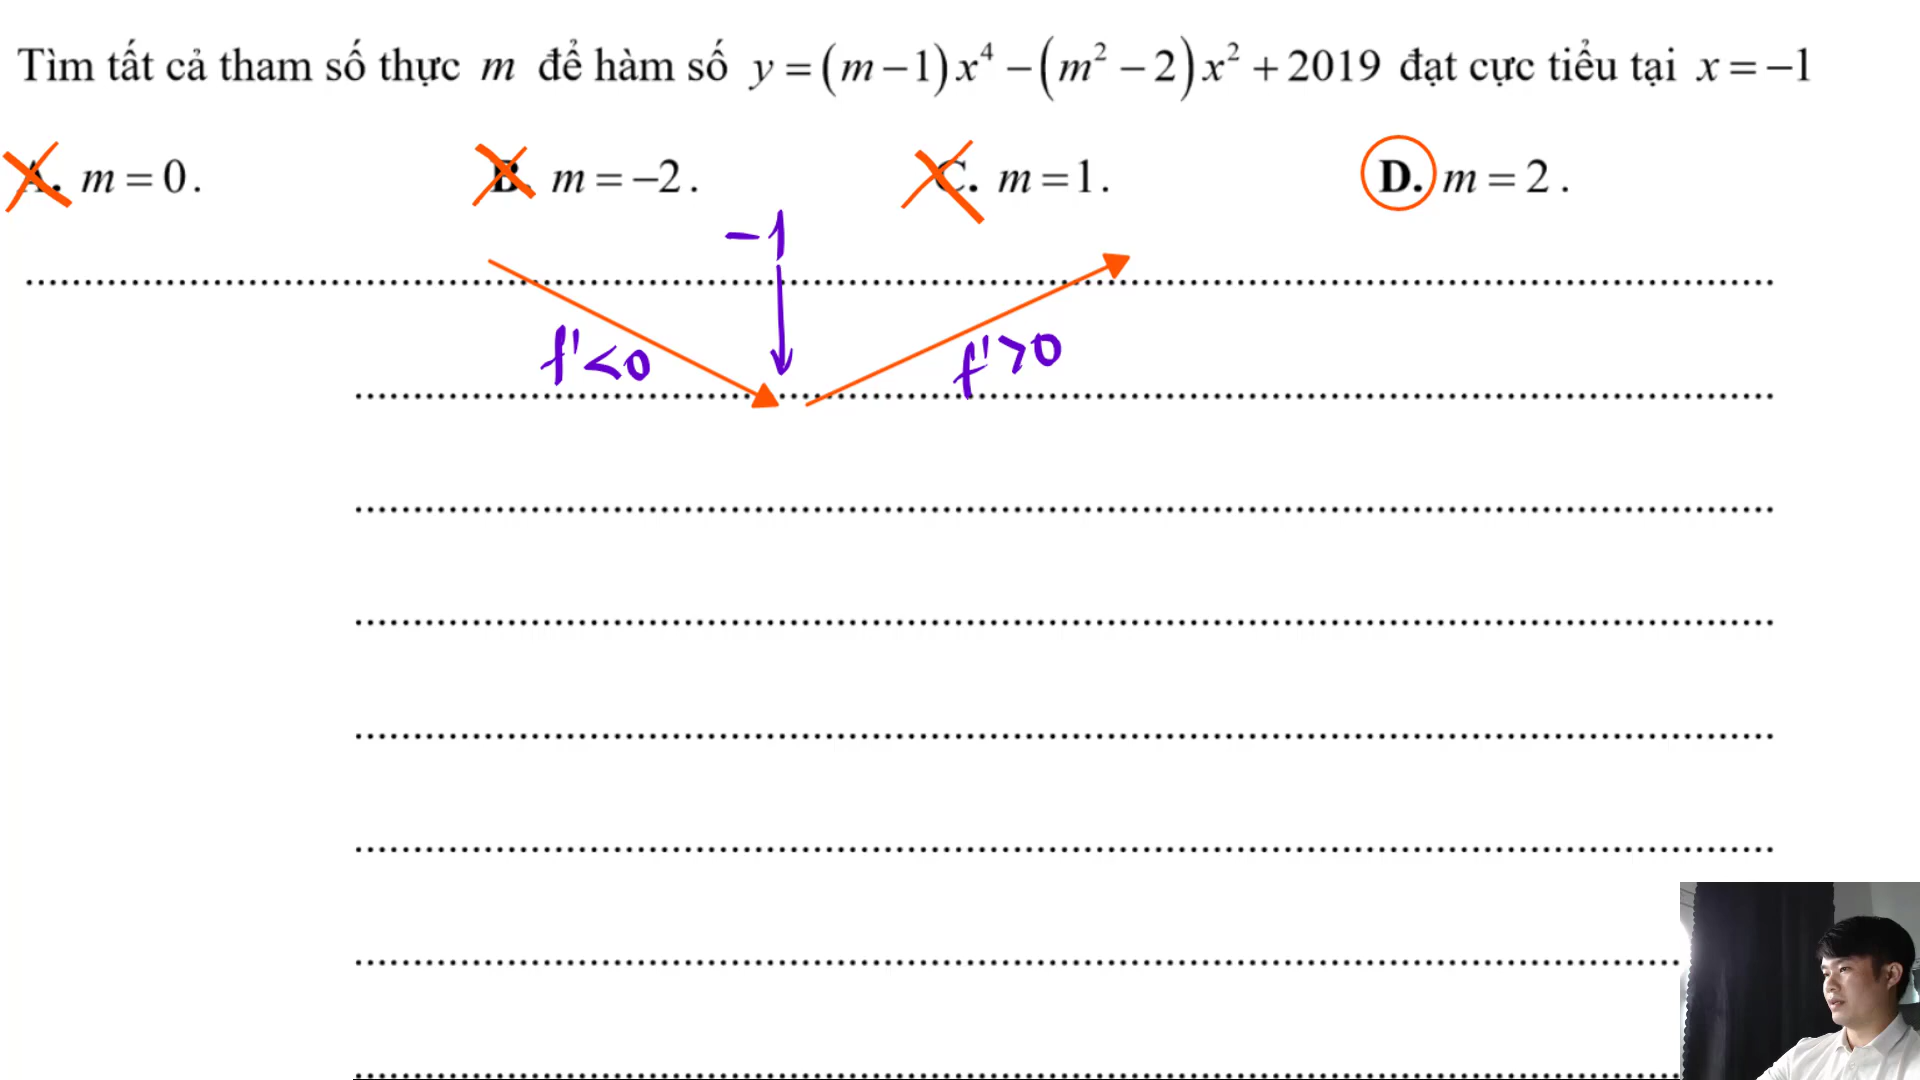 Tìm tất cả tham số thực m để hàm số y = (m − 1)x⁴ − (m² − 2)x² + 2019 đạt cực tiểu tại x = −1
A. m = 0. B. m = −2. C. m = 1. D. m = 2.
−1
f' < 0 f' > 0